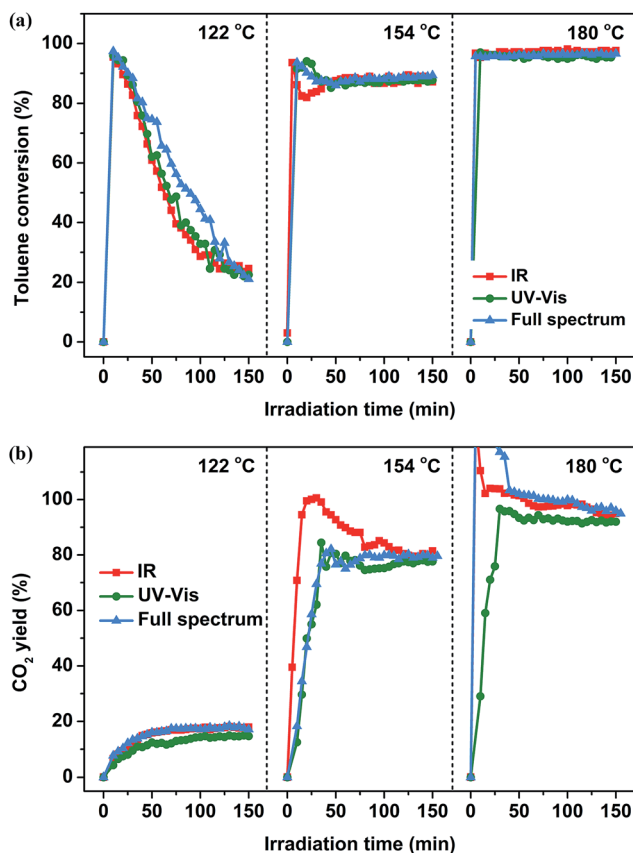 (a)
122 °C 154 °C 180 °C
Toluene conversion (%)
100
80
60
40
20
0
IR
UV-Vis
Full spectrum
0 50 100 150 0 50 100 150 0 50 100 150
Irradiation time (min)
(b)
122 °C 154 °C 180 °C
CO₂ yield (%)
100
80
60
40
20
0
IR
UV-Vis
Full spectrum
0 50 100 150 0 50 100 150 0 50 100 150
Irradiation time (min)